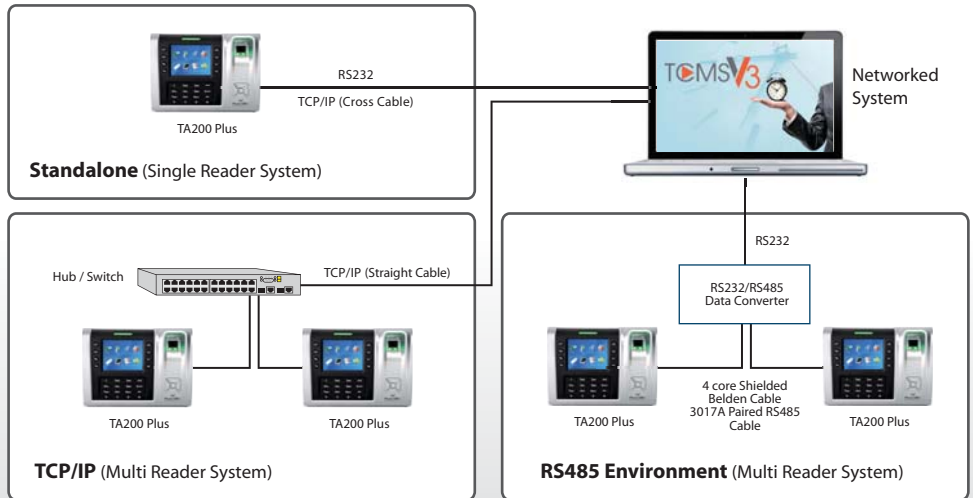 RS232
TCP/IP (Cross Cable)
TA200 Plus
Standalone (Single Reader System)
TCMSV3
Networked
System
Hub / Switch
TCP/IP (Straight Cable)
TA200 Plus
TA200 Plus
TCP/IP (Multi Reader System)
RS232
RS232/RS485
Data Converter
4 core Shielded
Belden Cable
3017A Paired RS485
Cable
TA200 Plus
TA200 Plus
RS485 Environment (Multi Reader System)